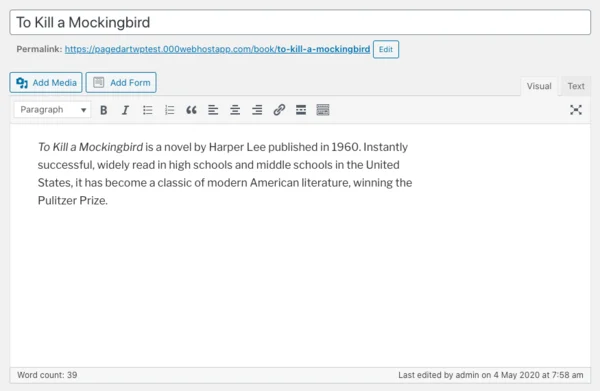 To Kill a Mockingbird
Permalink: https://pagedartwptest.000webhostapp.com/book/to-kill-a-mockingbird Edit
Add Media Add Form
Visual Text
Paragraph
To Kill a Mockingbird is a novel by Harper Lee published in 1960. Instantly
successful, widely read in high schools and middle schools in the United
States, it has become a classic of modern American literature, winning the
Pulitzer Prize.
Word count: 39 Last edited by admin on 4 May 2020 at 7:58 am